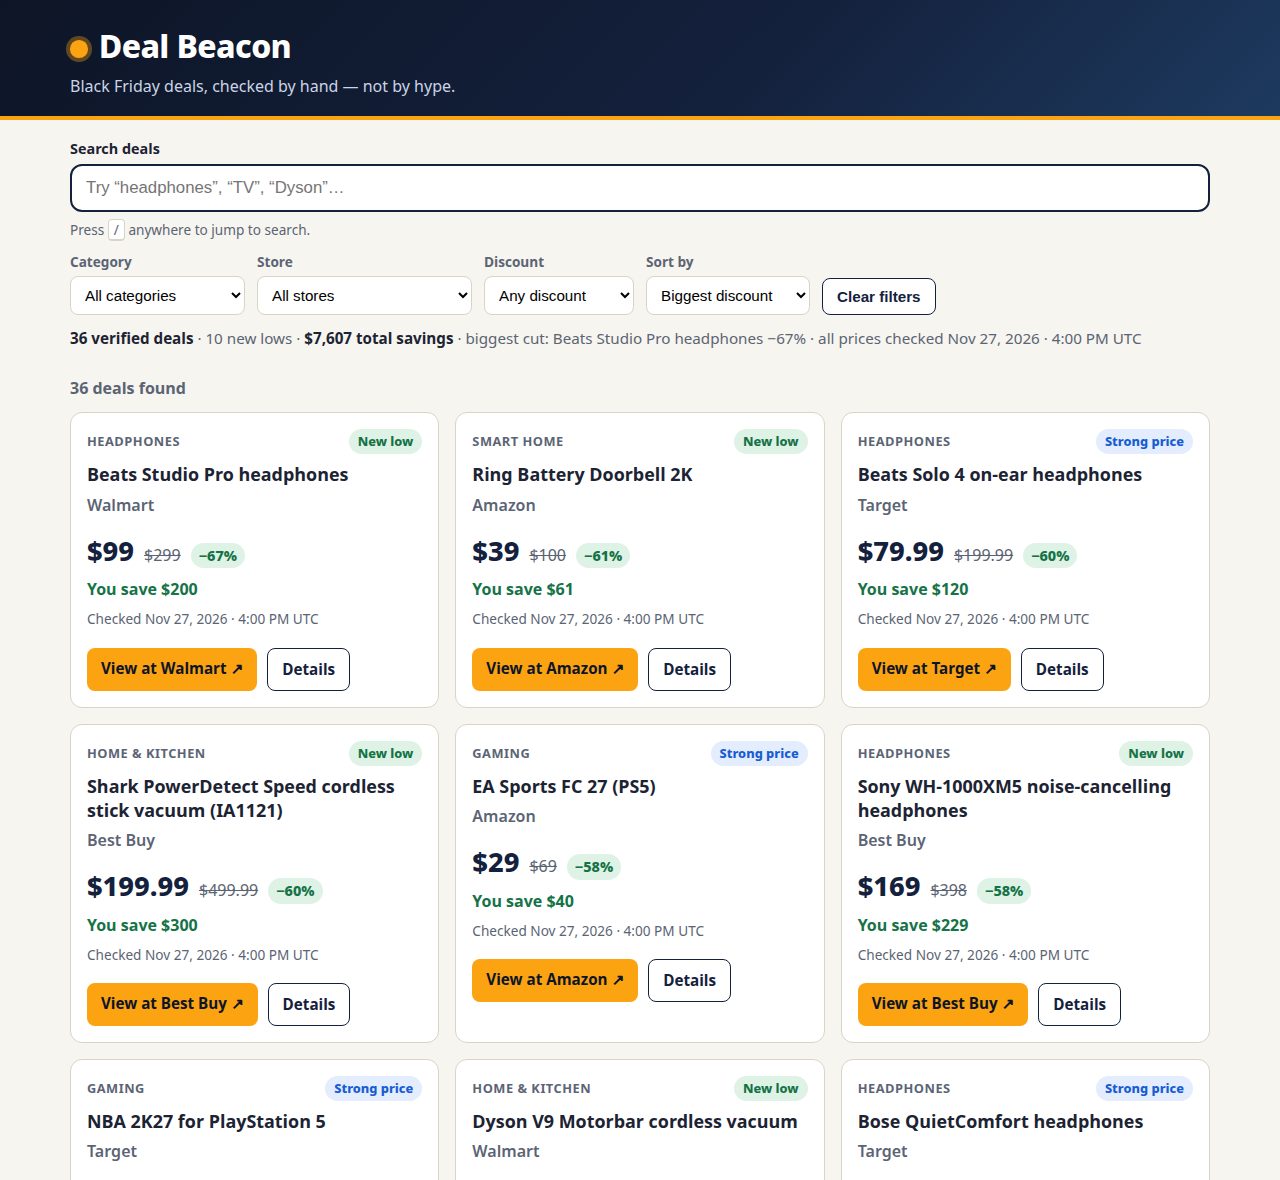 Deal Beacon
Black Friday deals, checked by hand — not by hype.
Search deals
Try “headphones”, “TV”, “Dyson”…
Press / anywhere to jump to search.
Category Store Discount Sort by
All categories All stores Any discount Biggest discount Clear filters
36 verified deals · 10 new lows · $7,607 total savings · biggest cut: Beats Studio Pro headphones −67% · all prices checked Nov 27, 2026 · 4:00 PM UTC
36 deals found
HEADPHONES New low
Beats Studio Pro headphones
Walmart
$99 $299 −67%
You save $200
Checked Nov 27, 2026 · 4:00 PM UTC
View at Walmart ↗ Details
SMART HOME New low
Ring Battery Doorbell 2K
Amazon
$39 $100 −61%
You save $61
Checked Nov 27, 2026 · 4:00 PM UTC
View at Amazon ↗ Details
HEADPHONES Strong price
Beats Solo 4 on-ear headphones
Target
$79.99 $199.99 −60%
You save $120
Checked Nov 27, 2026 · 4:00 PM UTC
View at Target ↗ Details
HOME & KITCHEN New low
Shark PowerDetect Speed cordless
stick vacuum (IA1121)
Best Buy
$199.99 $499.99 −60%
You save $300
Checked Nov 27, 2026 · 4:00 PM UTC
View at Best Buy ↗ Details
GAMING Strong price
EA Sports FC 27 (PS5)
Amazon
$29 $69 −58%
You save $40
Checked Nov 27, 2026 · 4:00 PM UTC
View at Amazon ↗ Details
HEADPHONES New low
Sony WH-1000XM5 noise-cancelling
headphones
Best Buy
$169 $398 −58%
You save $229
Checked Nov 27, 2026 · 4:00 PM UTC
View at Best Buy ↗ Details
GAMING Strong price
NBA 2K27 for PlayStation 5
Target
HOME & KITCHEN New low
Dyson V9 Motorbar cordless vacuum
Walmart
HEADPHONES Strong price
Bose QuietComfort headphones
Target